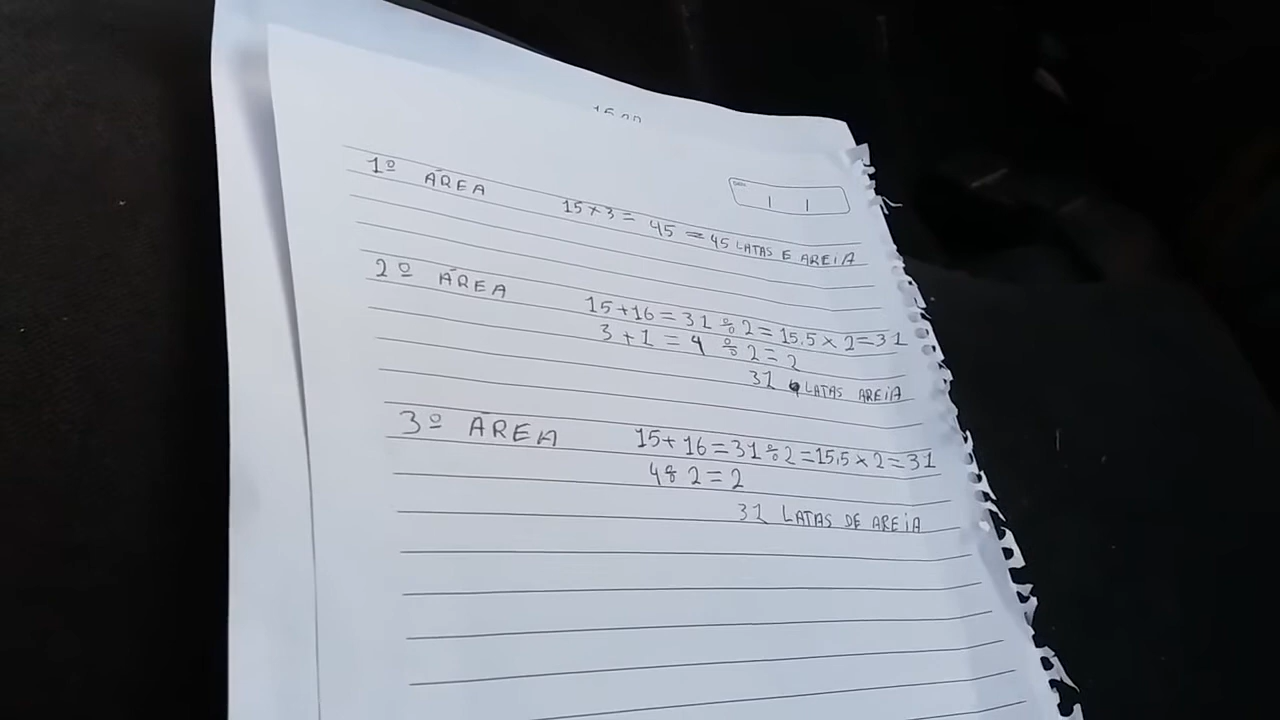 1º ÁREA
15×3 = 45 = 45 LATAS E AREIA
2º ÁREA
15+16 = 31 ÷ 2 = 15,5 × 2 = 31
3 + 1 = 4 ÷ 2 = 2
31 LATAS AREIA
3º ÁREA
15+16 = 31 ÷ 2 = 15,5 × 2 = 31
4 ÷ 2 = 2
31 LATAS DE AREIA